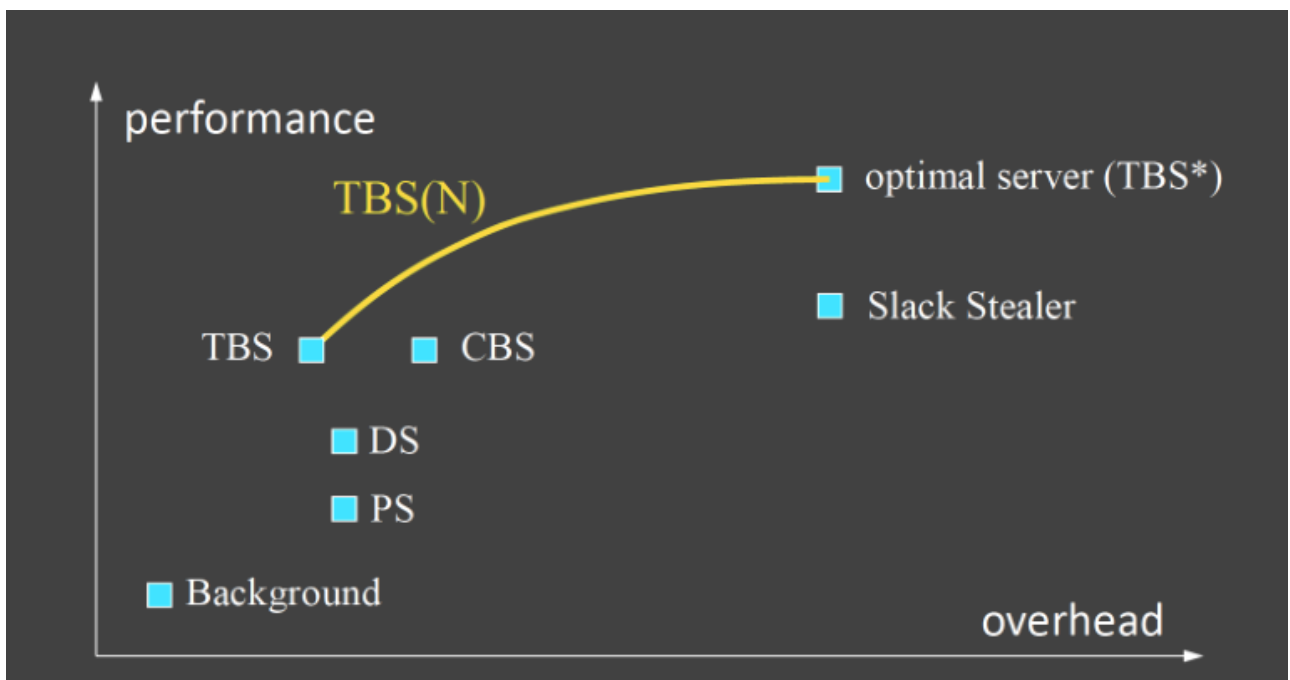 performance
TBS(N)
optimal server (TBS*)
Slack Stealer
TBS
CBS
DS
PS
Background
overhead